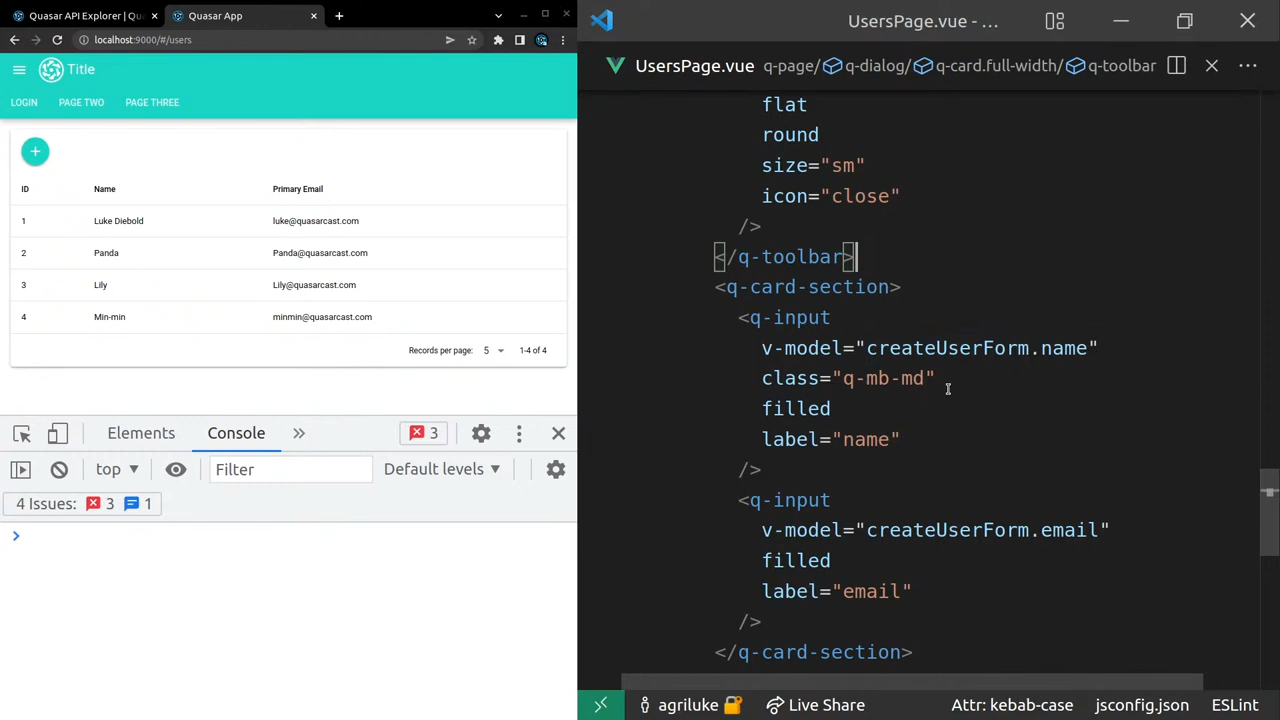 Quasar API Explorer | Qu
Quasar App
localhost:9000/#/users
Title
LOGIN
PAGE TWO
PAGE THREE
+
ID Name Primary Email
1 Luke Diebold luke@quasarcast.com
2 Panda Panda@quasarcast.com
3 Lily Lily@quasarcast.com
4 Min-min minmin@quasarcast.com
Records per page: 5 1-4 of 4
Elements
Console
3
top
Filter
Default levels
4 Issues: 3 1
UsersPage.vue - ...
UsersPage.vue q-page/ q-dialog/ q-card.full-width/ q-toolbar
flat
round
size="sm"
icon="close"
/>
</q-toolbar>
<q-card-section>
<q-input
v-model="createUserForm.name"
class="q-mb-md"
filled
label="name"
/>
<q-input
v-model="createUserForm.email"
filled
label="email"
/>
</q-card-section>
agriluke
Live Share
Attr: kebab-case
jsconfig.json
ESLint